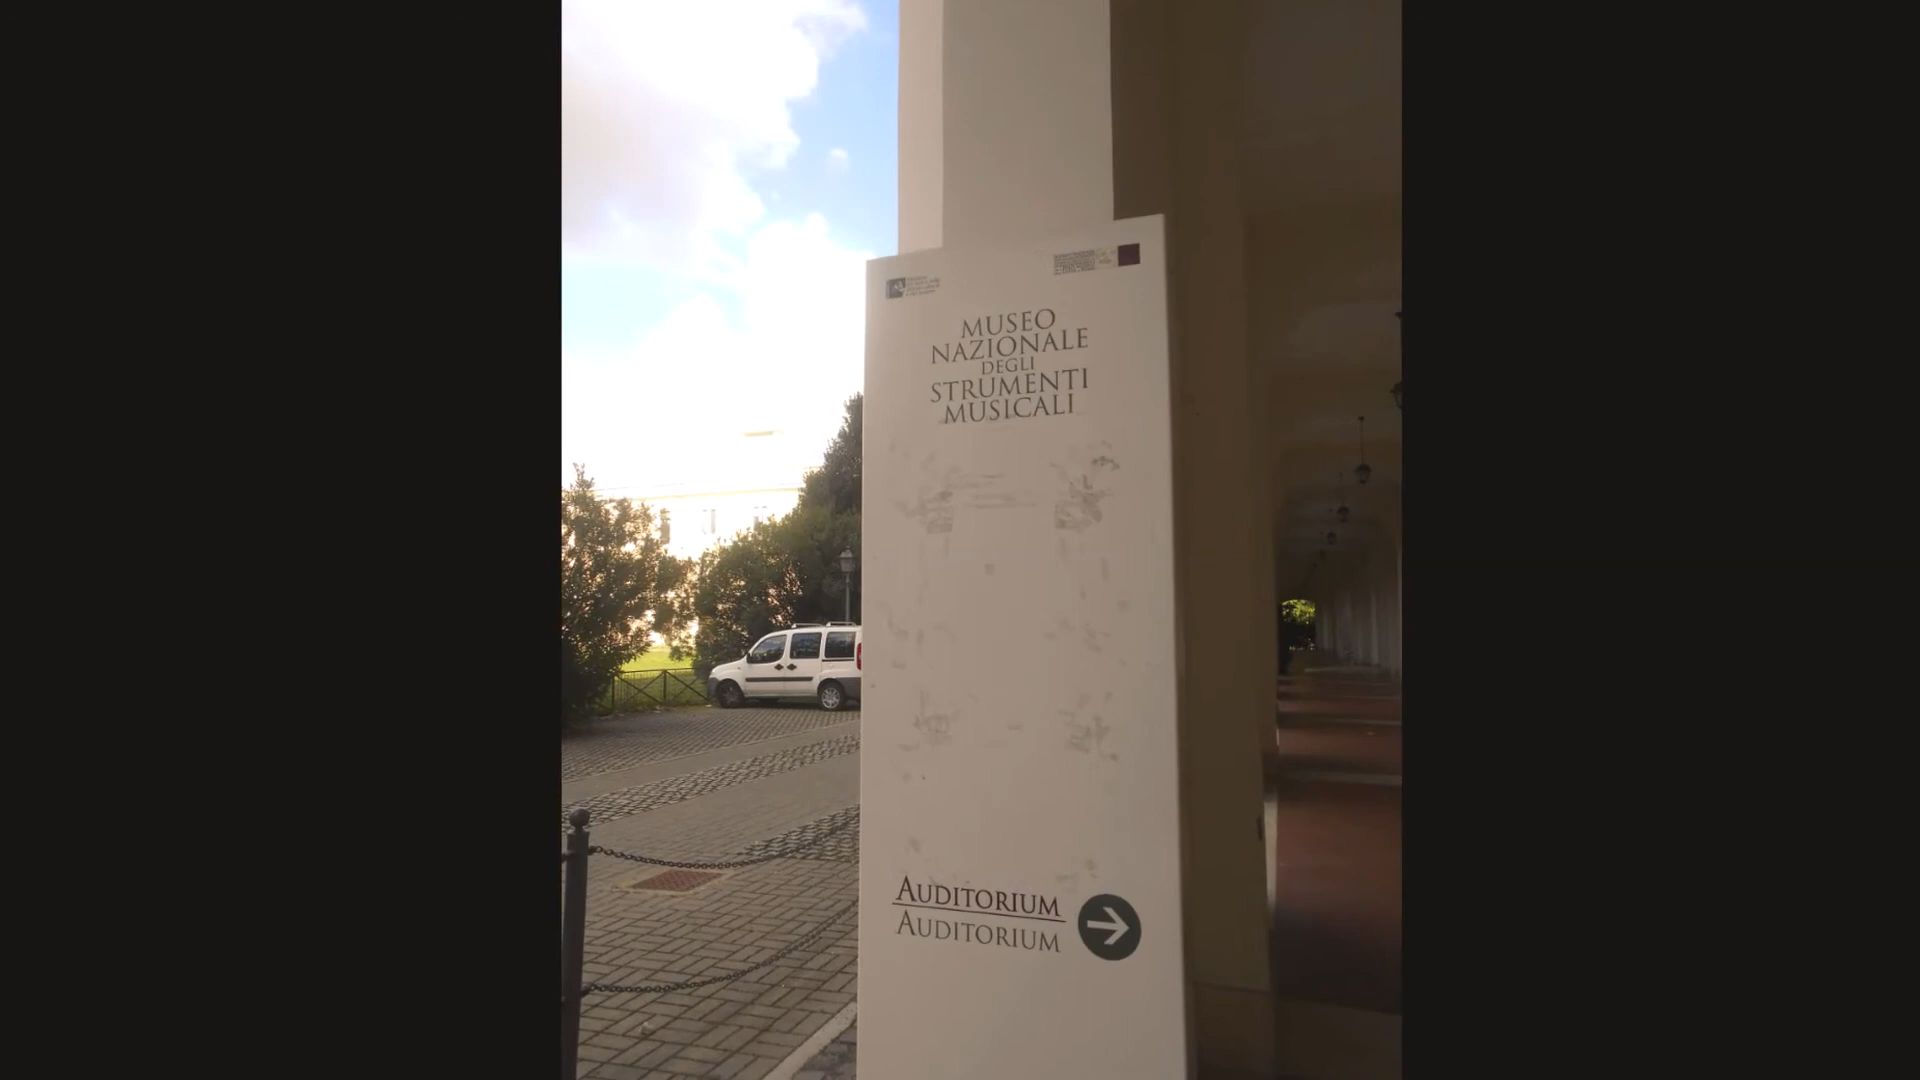 MUSEO
NAZIONALE
DEGLI
STRUMENTI
MUSICALI
AUDITORIUM
AUDITORIUM